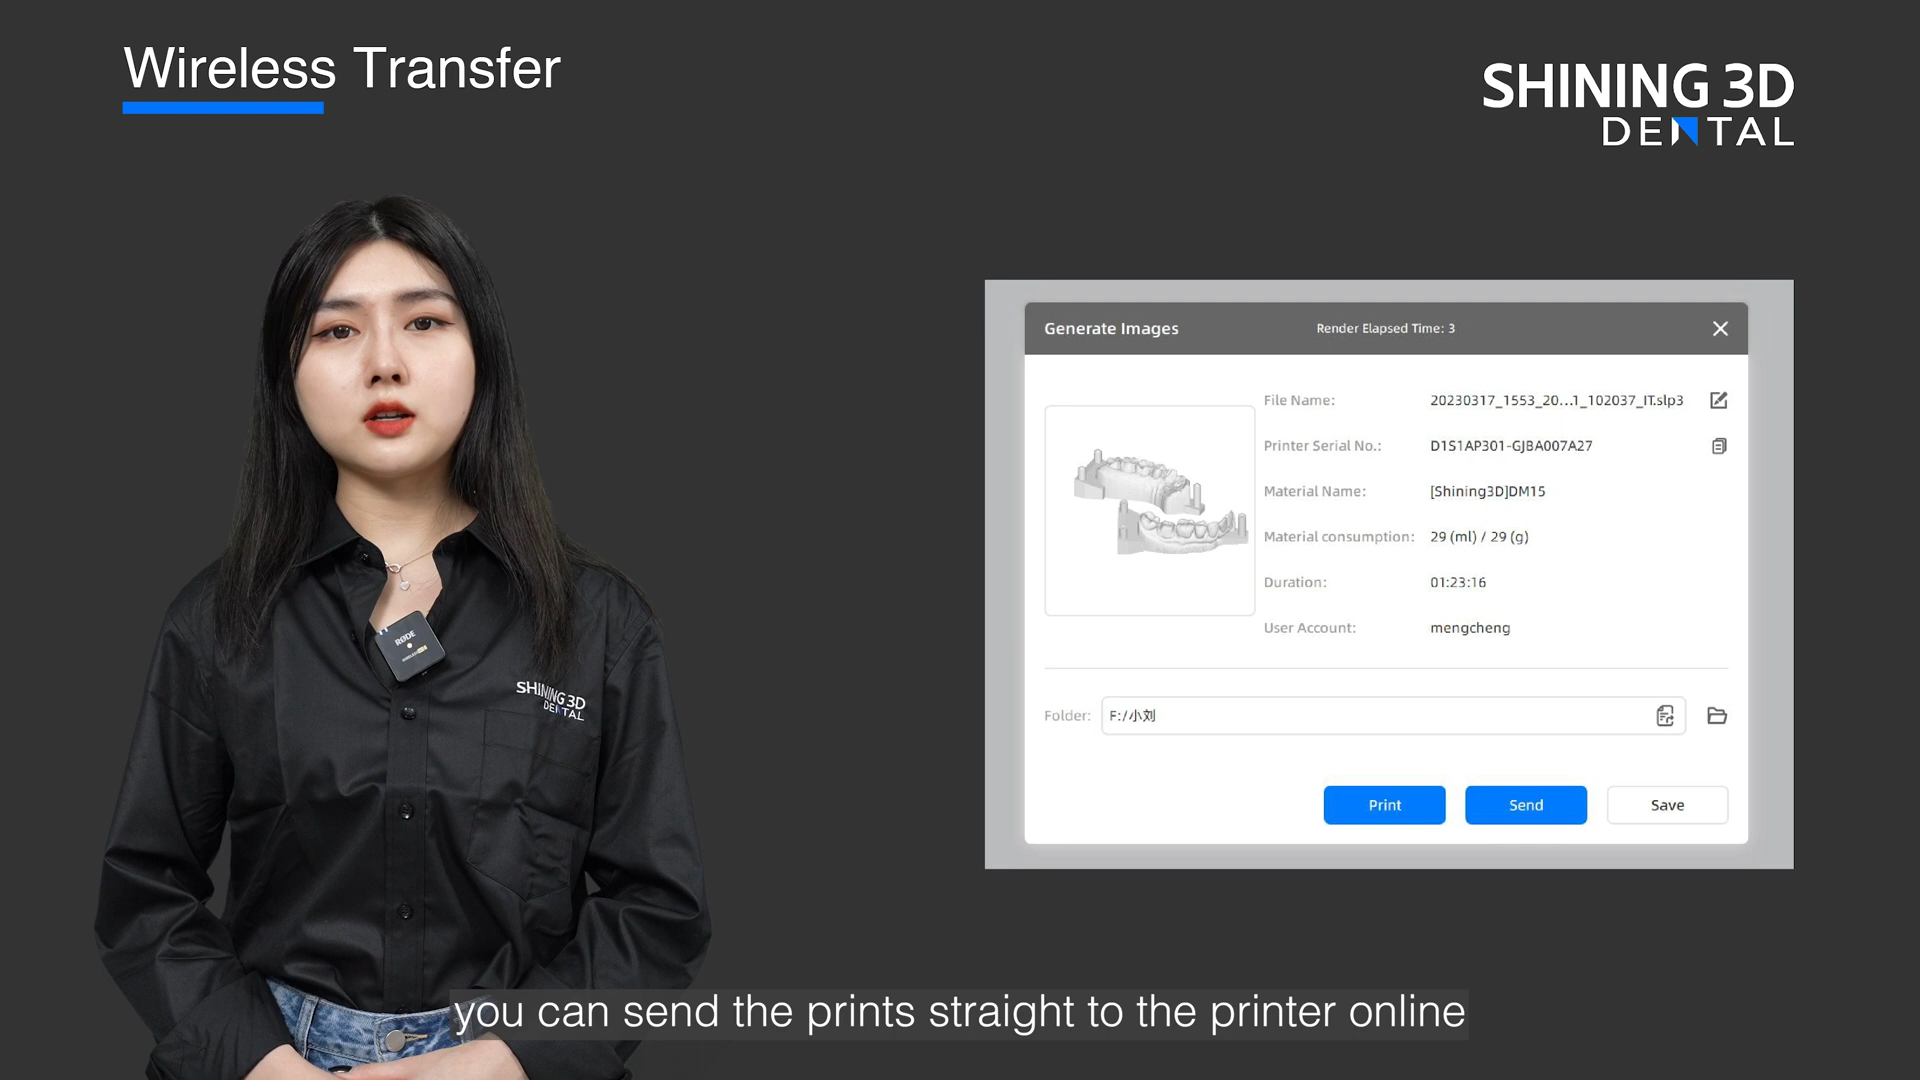 Wireless Transfer
SHINING 3D
DENTAL
Generate Images
Render Elapsed Time: 3
File Name:
20230317_1553_20...1_102037_IT.slp3
Printer Serial No.:
D1S1AP301-GJBA007A27
Material Name:
[Shining3D]DM15
Material consumption:
29 (ml) / 29 (g)
Duration:
01:23:16
User Account:
mengcheng
Folder:
F:/小刘
Print
Send
Save
RØDE
SHINING 3D
DENTAL
you can send the prints straight to the printer online